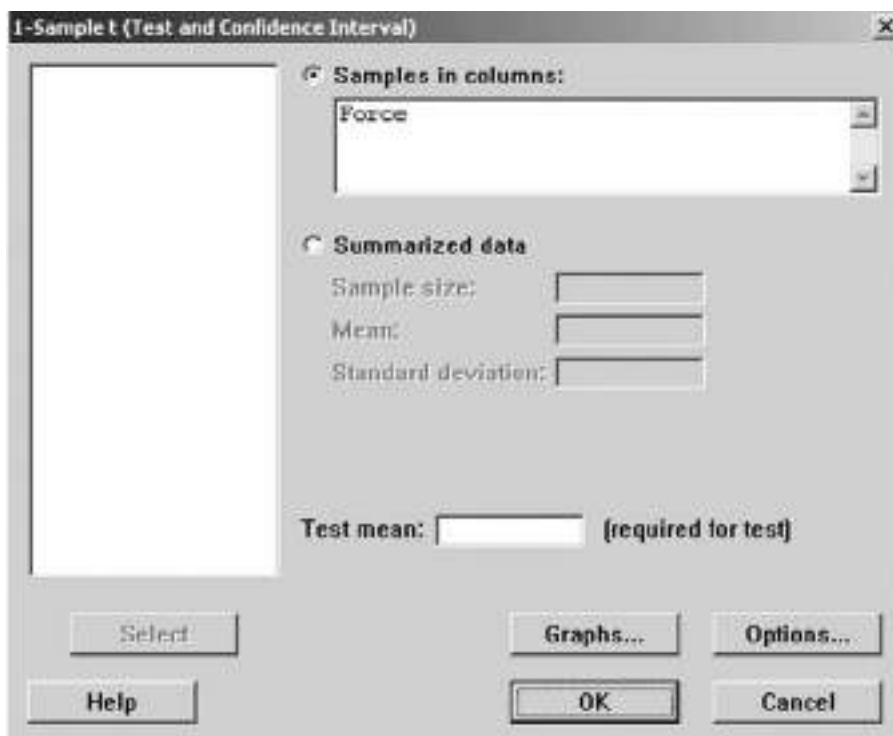 1-Sample t (Test and Confidence Interval)
Samples in columns:
Force
Summarized data
Sample size:
Mean:
Standard deviation:
Test mean:
(required for test)
Select
Graphs...
Options...
Help
OK
Cancel